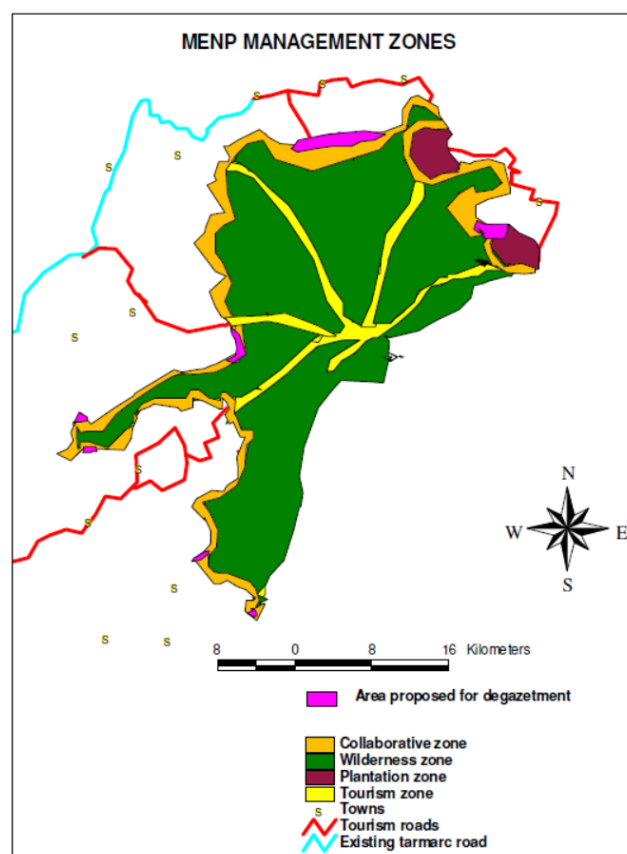 MENP MANAGEMENT ZONES
S
S
S
S
S
S
S
S
S
S
S
S
S
S
N
W E
S
8 0 8 16 Kilometers
Area proposed for degazetment
Collaborative zone
Wilderness zone
Plantation zone
Tourism zone
S Towns
Tourism roads
Existing tarmarc road